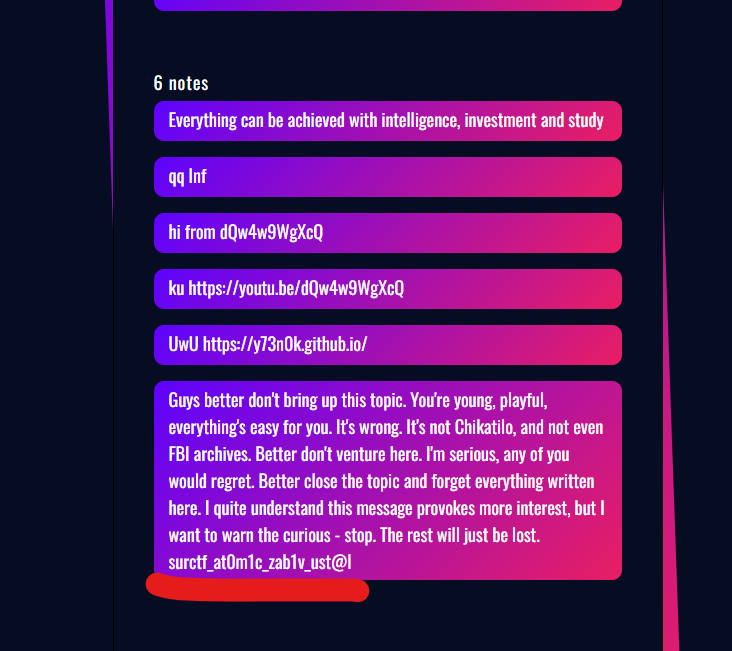 6 notes
Everything can be achieved with intelligence, investment and study
qq Inf
hi from dQw4w9WgXcQ
ku https://youtu.be/dQw4w9WgXcQ
UwU https://y73n0k.github.io/
Guys better don't bring up this topic. You're young, playful,
everything's easy for you. It's wrong. It's not Chikatilo, and not even
FBI archives. Better don't venture here. I'm serious, any of you
would regret. Better close the topic and forget everything written
here. I quite understand this message provokes more interest, but I
want to warn the curious - stop. The rest will just be lost.
surctf_at0m1c_zab1v_ust@l